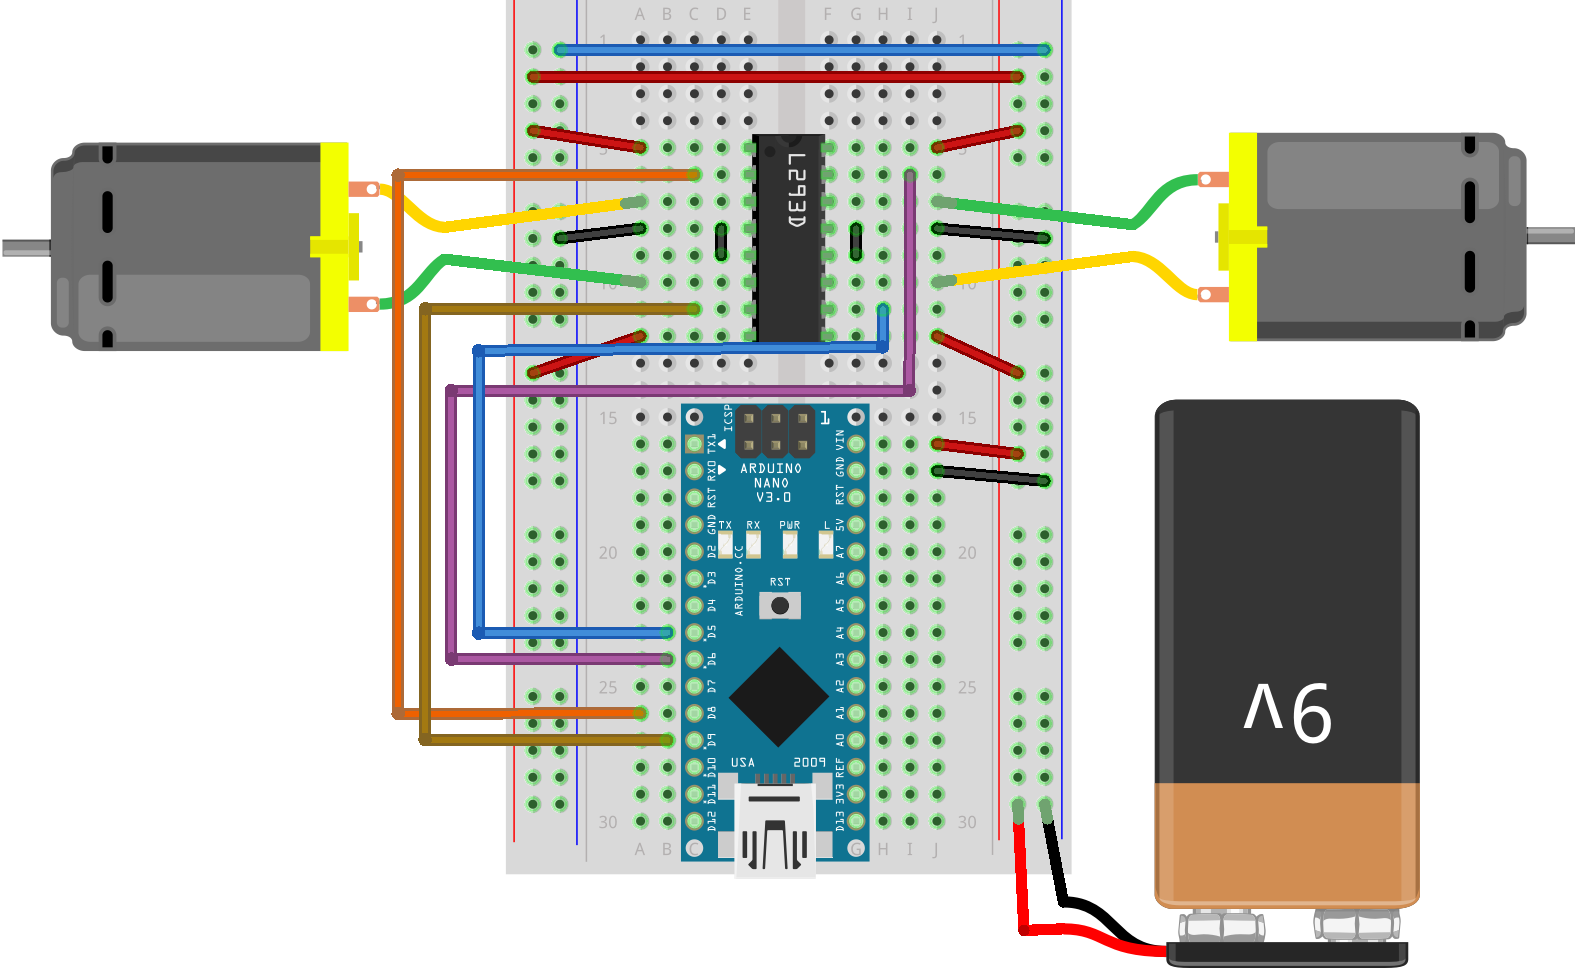 A B C D E F G H I J
1 1
5
L293D
10 10
15 15
ICSP
1
TX1 VIN
RX0 GND
RST RST
GND 5V
D2 A7
D3 A6
D4 A5
D5 A4
D6 A3
D7 A2
D8 A1
D9 A0
D10 REF
D11 3V3
D12 D13
ARDUINO
NANO
V3.0
TX RX PWR L
ARDUINO.CC
RST
USA 2009
20 20
25 25
30 30
A B C G H I J
9V